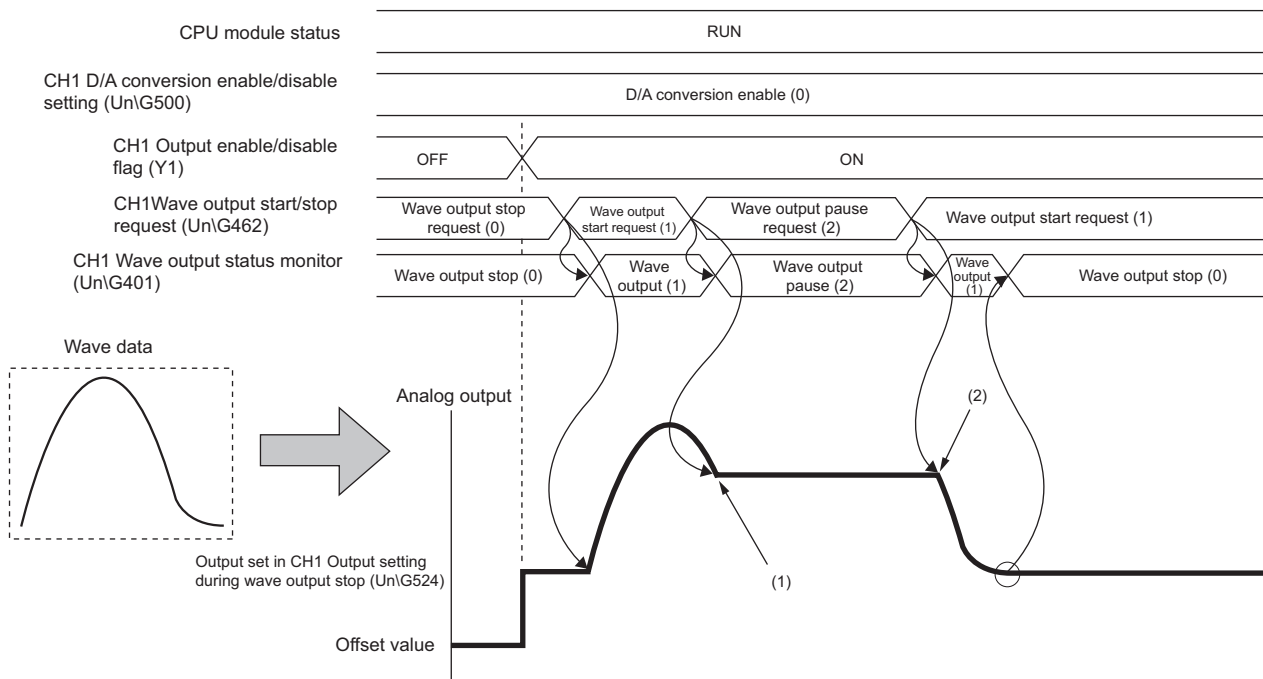 CPU module status
RUN
CH1 D/A conversion enable/disable
setting (Un\G500)
D/A conversion enable (0)
CH1 Output enable/disable
flag (Y1)
OFF
ON
CH1Wave output start/stop
request (Un\G462)
Wave output stop
request (0)
Wave output
start request (1)
Wave output pause
request (2)
Wave output start request (1)
CH1 Wave output status monitor
(Un\G401)
Wave output stop (0)
Wave
output (1)
Wave output
pause (2)
Wave
output
(1)
Wave output stop (0)
Wave data
Analog output
(2)
Output set in CH1 Output setting
during wave output stop (Un\G524)
(1)
Offset value